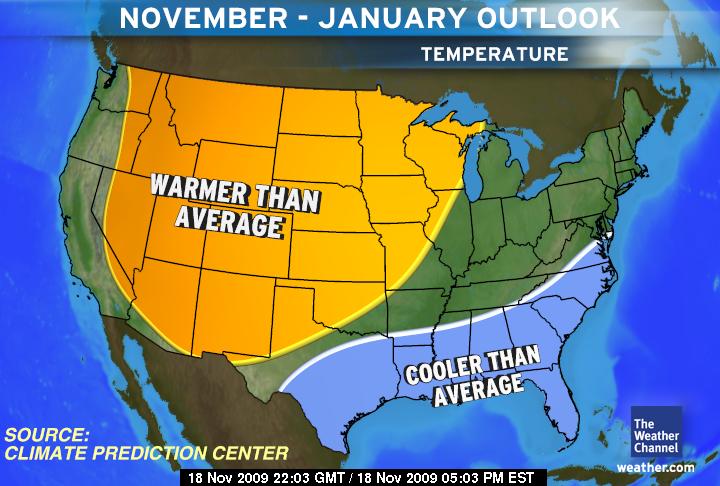 NOVEMBER - JANUARY OUTLOOK
TEMPERATURE
WARMER THAN
AVERAGE
COOLER THAN
AVERAGE
SOURCE:
CLIMATE PREDICTION CENTER
The
Weather
Channel
weather.com
18 Nov 2009 22:03 GMT / 18 Nov 2009 05:03 PM EST